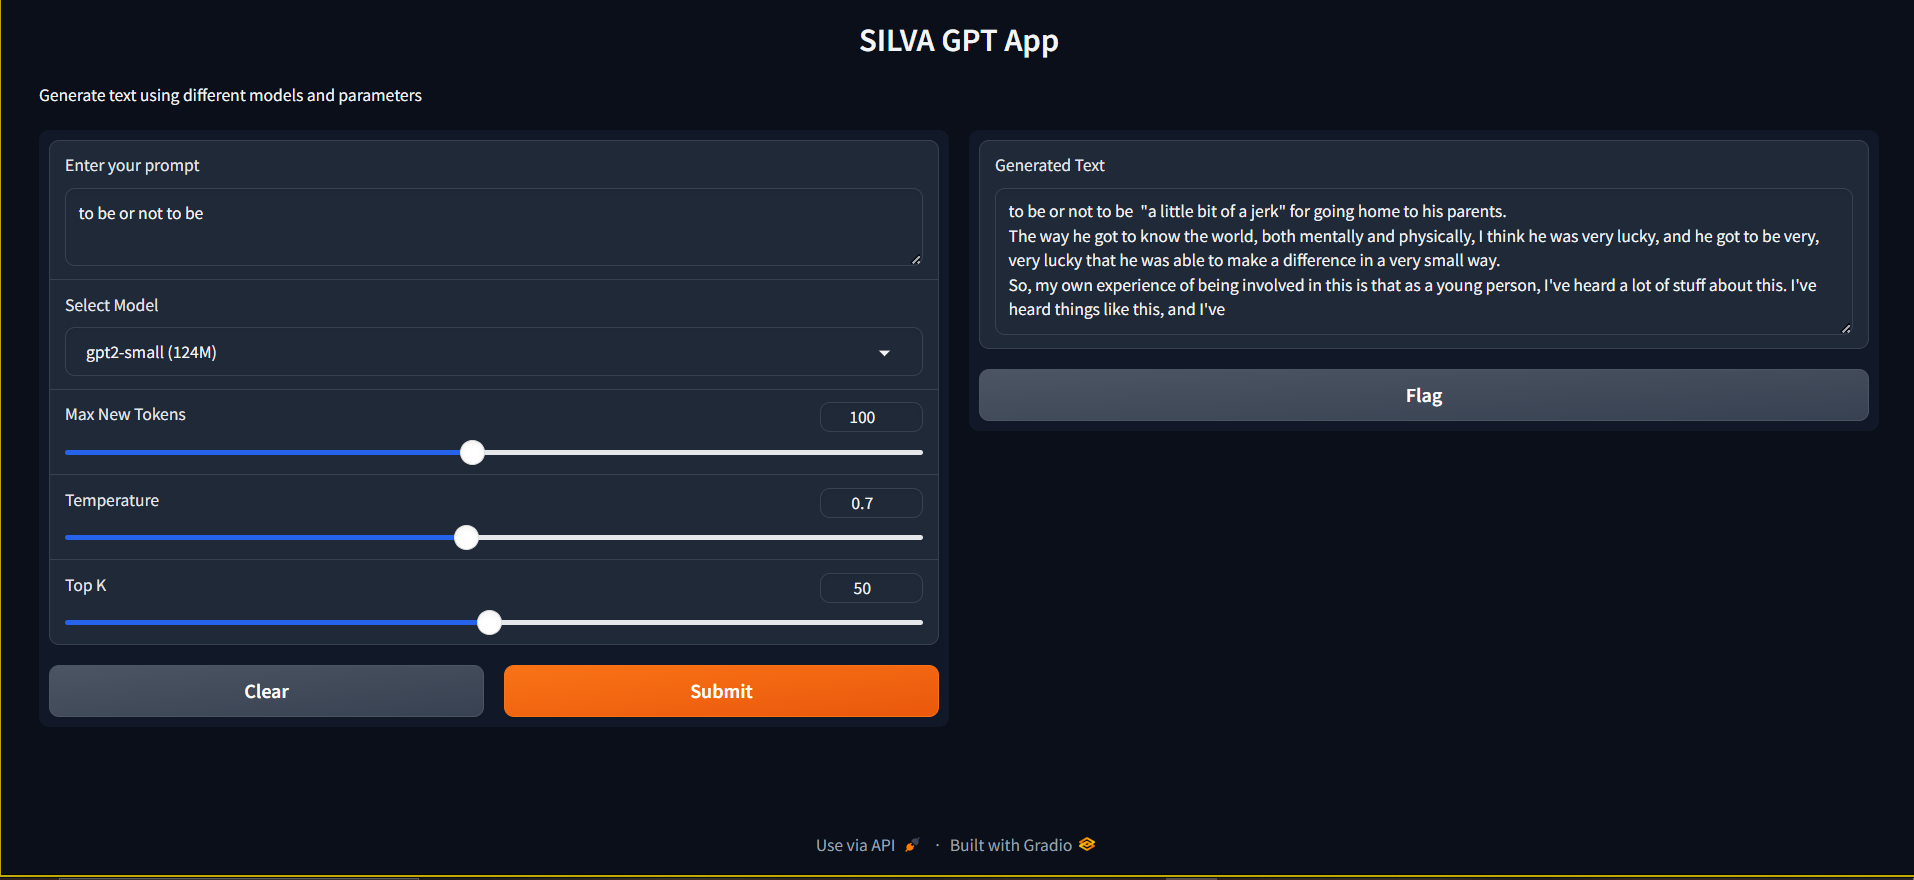 SILVA GPT App
Generate text using different models and parameters
Enter your prompt
to be or not to be
Select Model
gpt2-small (124M)
Max New Tokens
100
Temperature
0.7
Top K
50
Clear
Submit
Generated Text
to be or not to be  "a little bit of a jerk" for going home to his parents.
The way he got to know the world, both mentally and physically, I think he was very lucky, and he got to be very,
very lucky that he was able to make a difference in a very small way.
So, my own experience of being involved in this is that as a young person, I've heard a lot of stuff about this. I've
heard things like this, and I've
Flag
Use via API · Built with Gradio